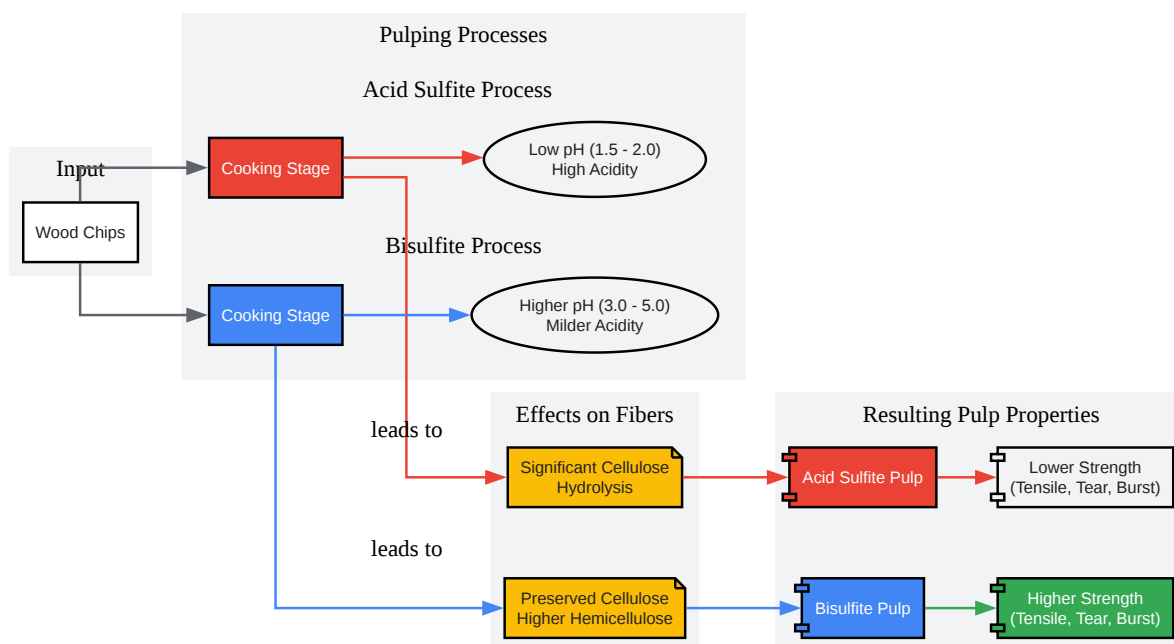 Pulping Processes
Acid Sulfite Process
Input
Cooking Stage
Low pH (1.5 - 2.0)
High Acidity
Wood Chips
Bisulfite Process
Cooking Stage
Higher pH (3.0 - 5.0)
Milder Acidity
Effects on Fibers
Resulting Pulp Properties
leads to
Significant Cellulose
Hydrolysis
Acid Sulfite Pulp
Lower Strength
(Tensile, Tear, Burst)
leads to
Preserved Cellulose
Higher Hemicellulose
Bisulfite Pulp
Higher Strength
(Tensile, Tear, Burst)